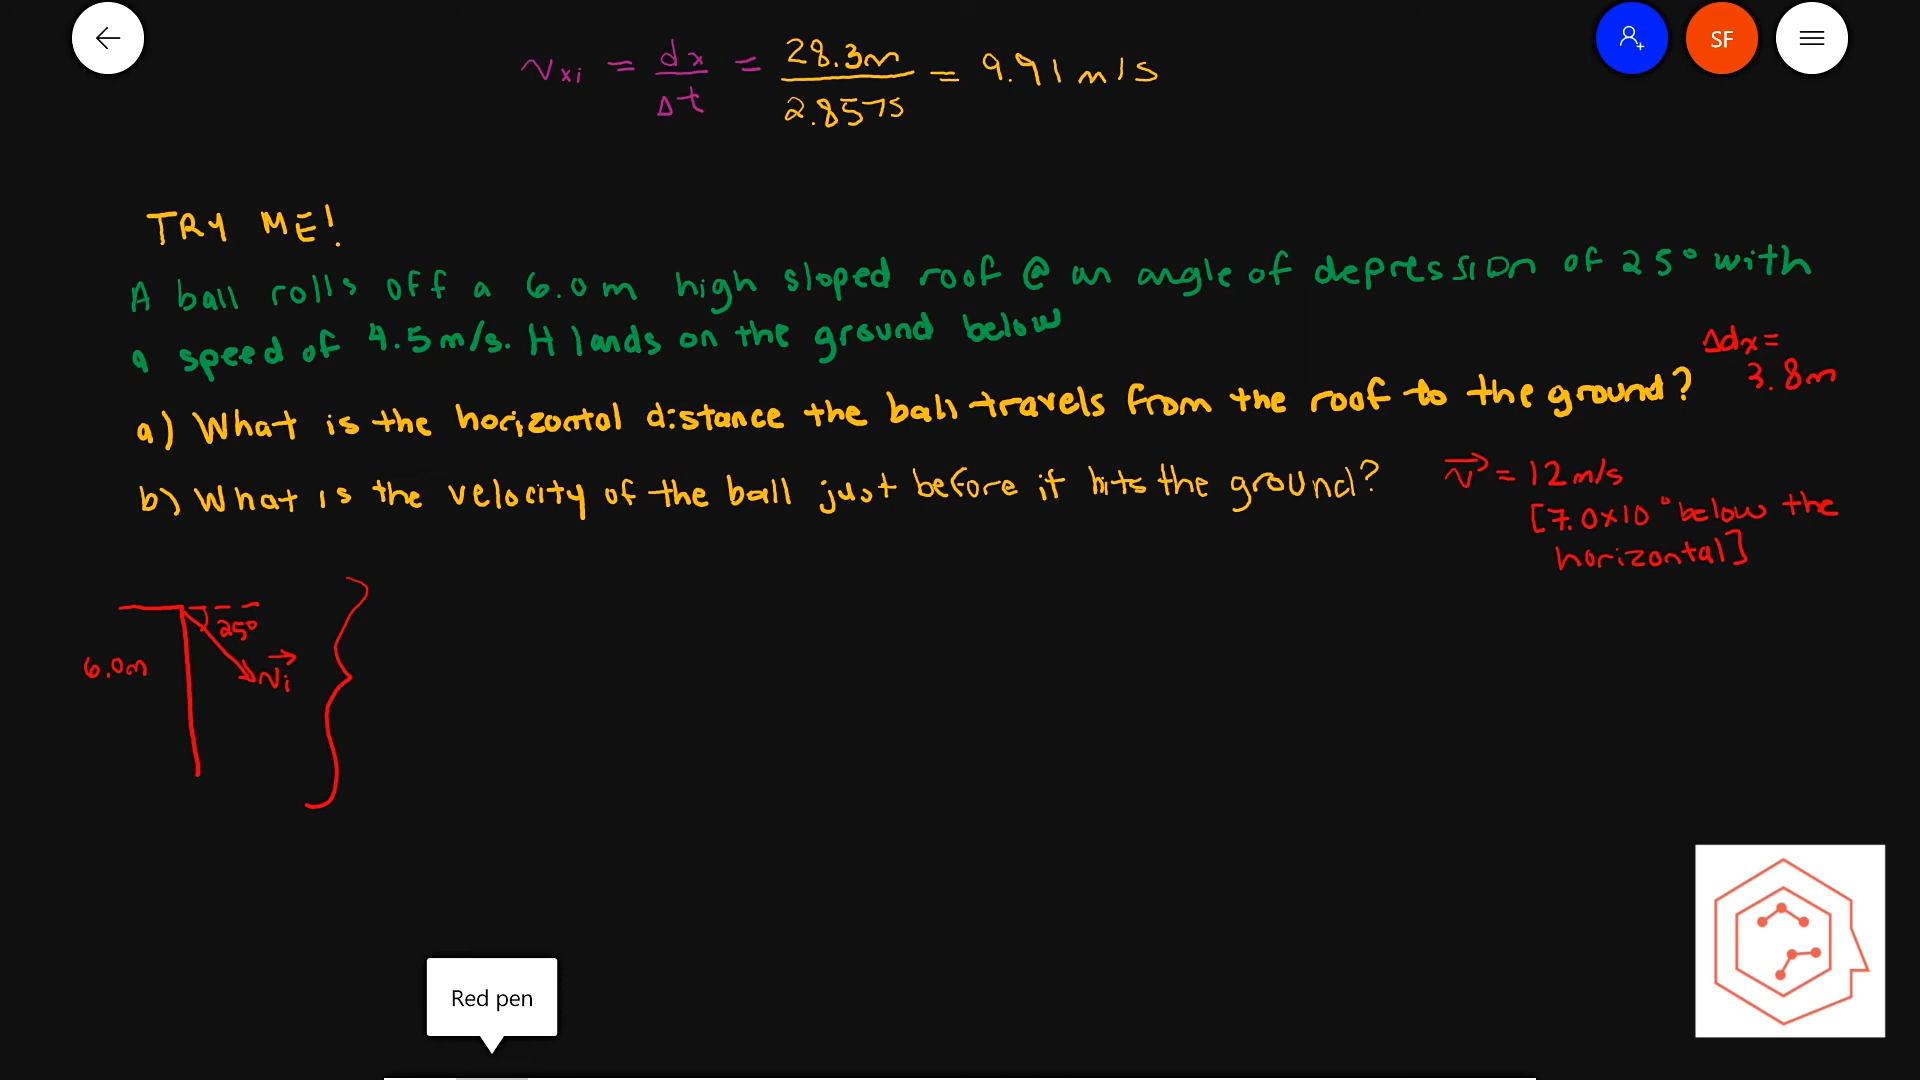 SF
vxi = dx/Δt = 28.3m/2.857s = 9.91 m/s
TRY ME!
A ball rolls off a 6.0m high sloped roof @ an angle of depression of 25° with
a speed of 4.5m/s. It lands on the ground below
Δdx=
3.8m
a) What is the horizontal distance the ball travels from the roof to the ground?
b) What is the velocity of the ball just before it hits the ground?
v = 12 m/s
[7.0x10° below the
horizontal]
25°
6.0m
vi
Red pen